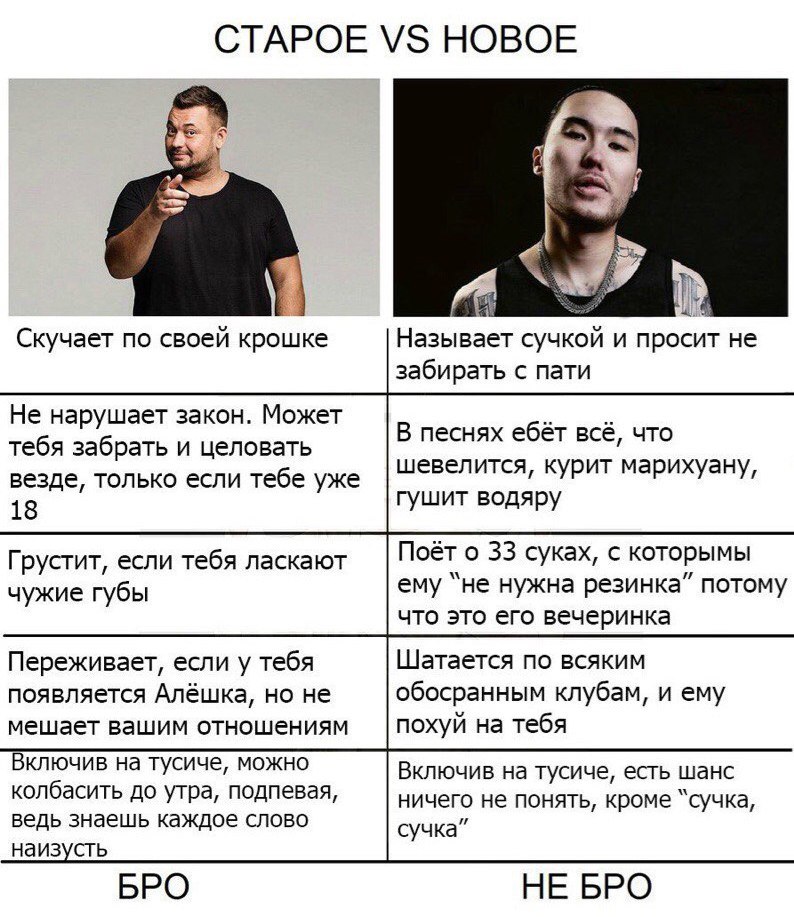 СТАРОЕ VS НОВОЕ
Скучает по своей крошке
Называет сучкой и просит не
забирать с пати
Не нарушает закон. Может
тебя забрать и целовать
везде, только если тебе уже
18
В песнях ебёт всё, что
шевелится, курит марихуану,
гушит водяру
Грустит, если тебя ласкают
чужие губы
Поёт о 33 суках, с которымы
ему "не нужна резинка" потому
что это его вечеринка
Переживает, если у тебя
появляется Алёшка, но не
мешает вашим отношениям
Шатается по всяким
обосранным клубам, и ему
похуй на тебя
Включив на тусиче, можно
колбасить до утра, подпевая,
ведь знаешь каждое слово
наизусть
Включив на тусиче, есть шанс
ничего не понять, кроме "сучка,
сучка"
БРО
НЕ БРО